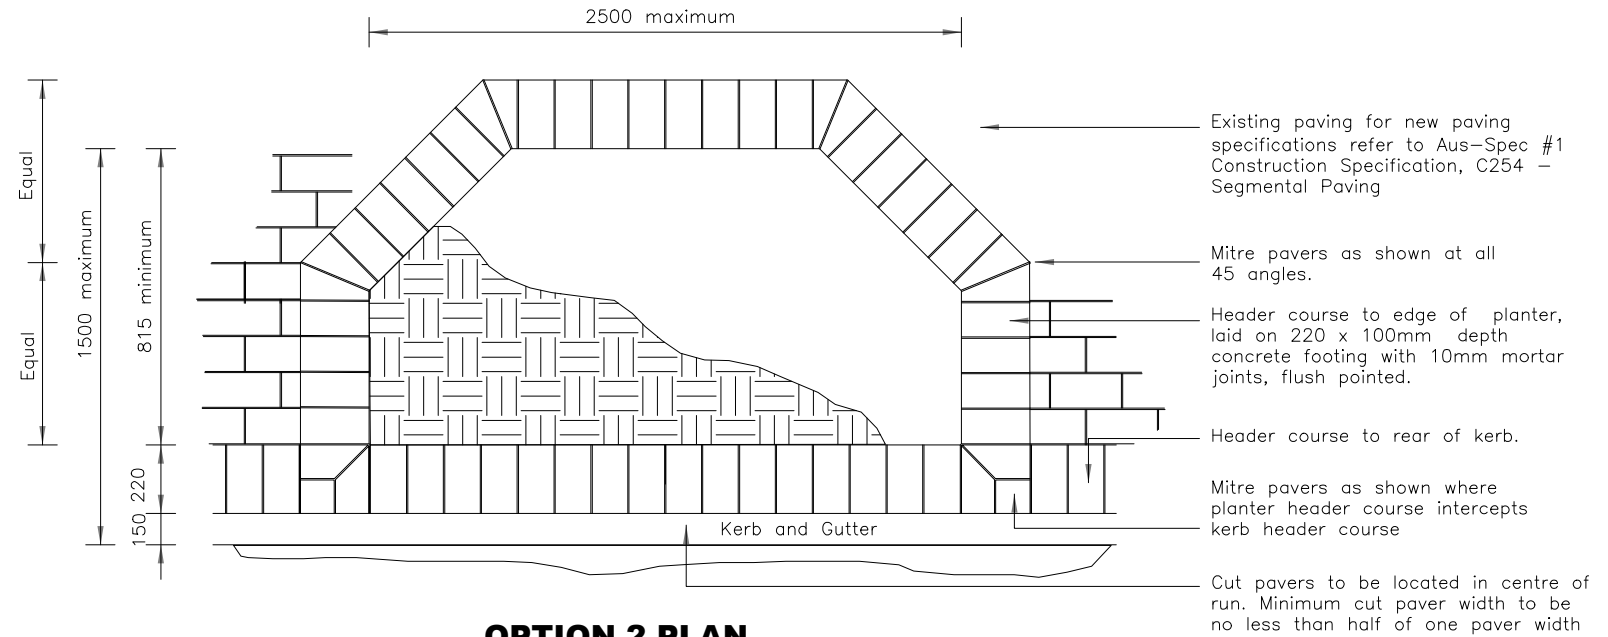 2500 maximum
Equal
Equal
1500 maximum
815 minimum
220
150
Existing paving for new paving
specifications refer to Aus-Spec #1
Construction Specification, C254 -
Segmental Paving
Mitre pavers as shown at all
45 angles.
Header course to edge of planter,
laid on 220 x 100mm depth
concrete footing with 10mm mortar
joints, flush pointed.
Header course to rear of kerb.
Mitre pavers as shown where
planter header course intercepts
kerb header course
Kerb and Gutter
Cut pavers to be located in centre of
run. Minimum cut paver width to be
no less than half of one paver width
OPTION 2 PLAN